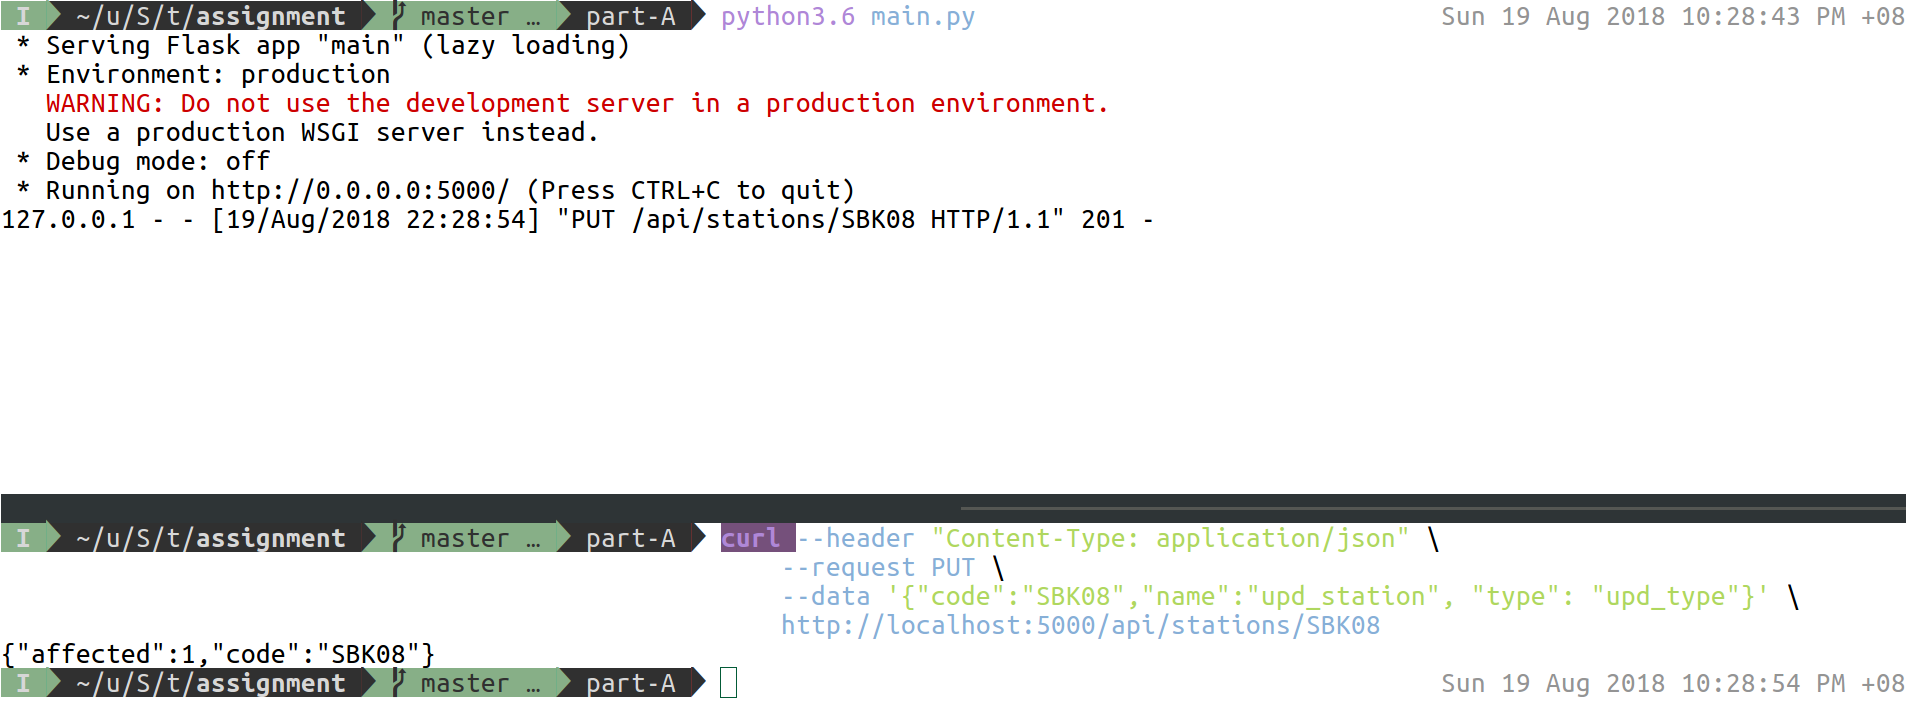 I ~/u/S/t/assignment master … part-A python3.6 main.py Sun 19 Aug 2018 10:28:43 PM +08
* Serving Flask app "main" (lazy loading)
* Environment: production
WARNING: Do not use the development server in a production environment.
Use a production WSGI server instead.
* Debug mode: off
* Running on http://0.0.0.0:5000/ (Press CTRL+C to quit)
127.0.0.1 - - [19/Aug/2018 22:28:54] "PUT /api/stations/SBK08 HTTP/1.1" 201 -
I ~/u/S/t/assignment master … part-A curl --header "Content-Type: application/json" \
--request PUT \
--data '{"code":"SBK08","name":"upd_station", "type": "upd_type"}' \
http://localhost:5000/api/stations/SBK08
{"affected":1,"code":"SBK08"}
I ~/u/S/t/assignment master … part-A Sun 19 Aug 2018 10:28:54 PM +08